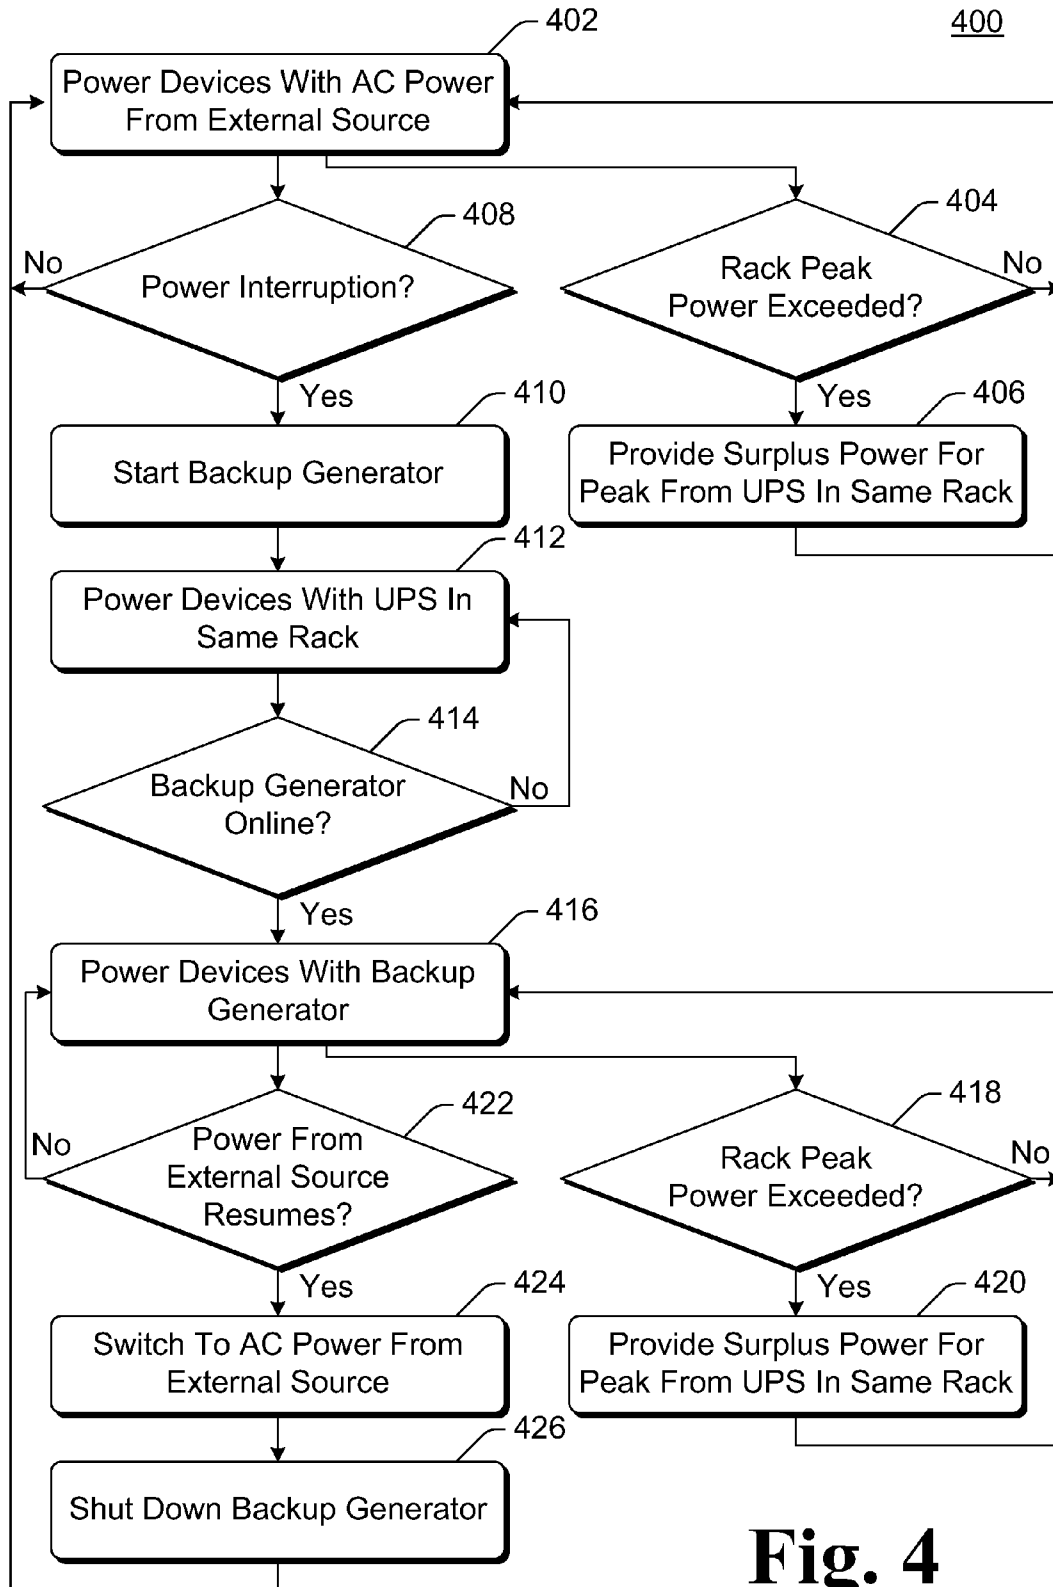 402
400
Power Devices With AC Power
From External Source
408
404
No
Power Interruption?
Rack Peak
Power Exceeded?
No
Yes
Yes
410
406
Start Backup Generator
Provide Surplus Power For
Peak From UPS In Same Rack
412
Power Devices With UPS In
Same Rack
414
Backup Generator
Online?
No
Yes
416
Power Devices With Backup
Generator
422
418
No
Power From
External Source
Resumes?
Rack Peak
Power Exceeded?
No
Yes
Yes
424
420
Switch To AC Power From
External Source
Provide Surplus Power For
Peak From UPS In Same Rack
426
Shut Down Backup Generator
Fig. 4